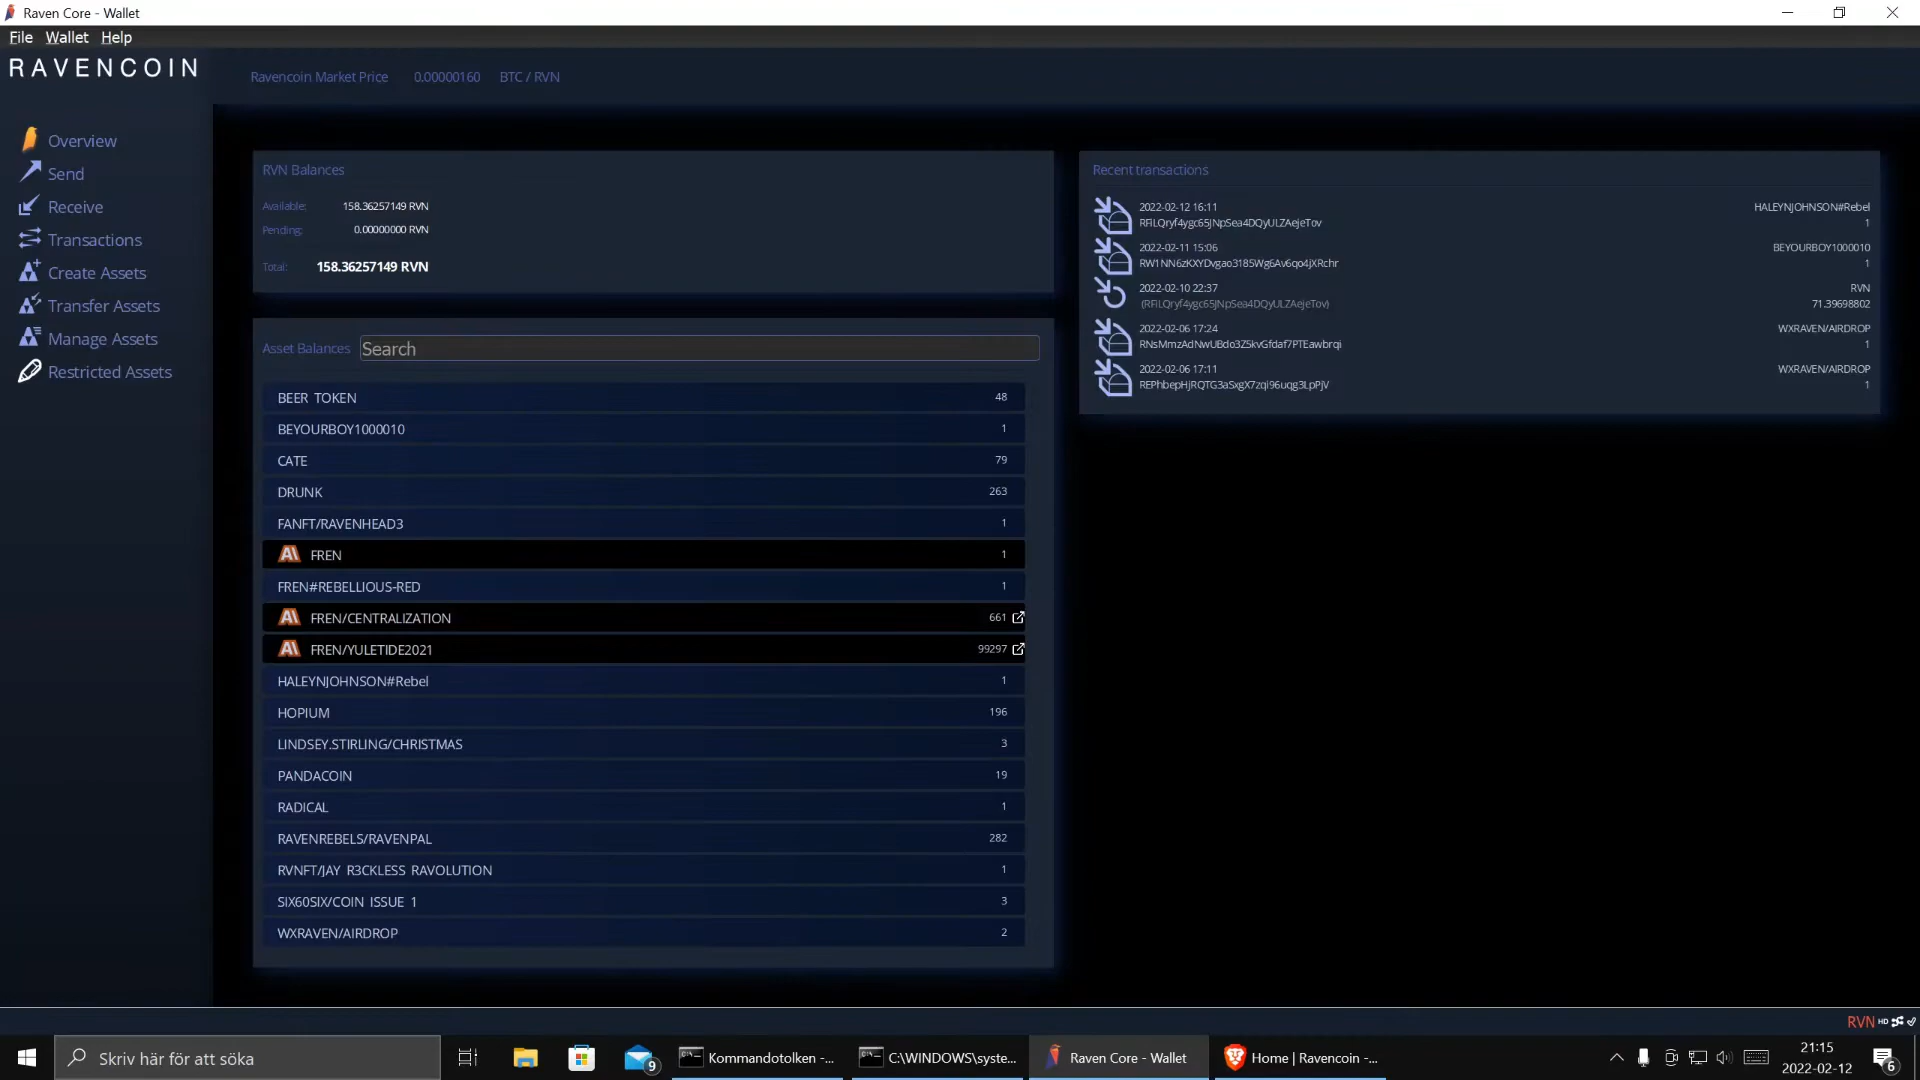 Raven Core - Wallet
File Wallet Help
RAVENCOIN
Ravencoin Market Price 0.00000160 BTC / RVN
Overview
Send
Receive
Transactions
Create Assets
Transfer Assets
Manage Assets
Restricted Assets
RVN Balances
Available: 158.36257149 RVN
Pending: 0.00000000 RVN
Total: 158.36257149 RVN
Asset Balances Search
BEER TOKEN 48
BEYOURBOY1000010 1
CATE 79
DRUNK 263
FANFT/RAVENHEAD3 1
FREN 1
FREN#REBELLIOUS-RED 1
FREN/CENTRALIZATION 661
FREN/YULETIDE2021 99297
HALEYNJOHNSON#Rebel 1
HOPIUM 196
LINDSEY.STIRLING/CHRISTMAS 3
PANDACOIN 19
RADICAL 1
RAVENREBELS/RAVENPAL 282
RVNFT/JAY R3CKLESS RAVOLUTION 1
SIX60SIX/COIN ISSUE 1 3
WXRAVEN/AIRDROP 2
Recent transactions
2022-02-12 16:11 HALEYNJOHNSON#Rebel
RFiLQryf4ygc65JNpSea4DQyULZAejeTov 1
2022-02-11 15:06 BEYOURBOY1000010
RW1NN6zKXYDvgao3185Wg6Av6qo4jXRchr 1
2022-02-10 22:37 RVN
(RFiLQryf4ygc65JNpSea4DQyULZAejeTov) 71.39698802
2022-02-06 17:24 WXRAVEN/AIRDROP
RNsMmzAdNwUBdo3Z5kvGfdaf7PTEawbrqi 1
2022-02-06 17:11 WXRAVEN/AIRDROP
REPhbepHjRQTG3aSxgX7zqi96uqg3LpPjV 1
RVN HD
Skriv här för att söka
9
Kommandotolken -...
C:\WINDOWS\syste...
Raven Core - Wallet
Home | Ravencoin -...
21:15
2022-02-12
6